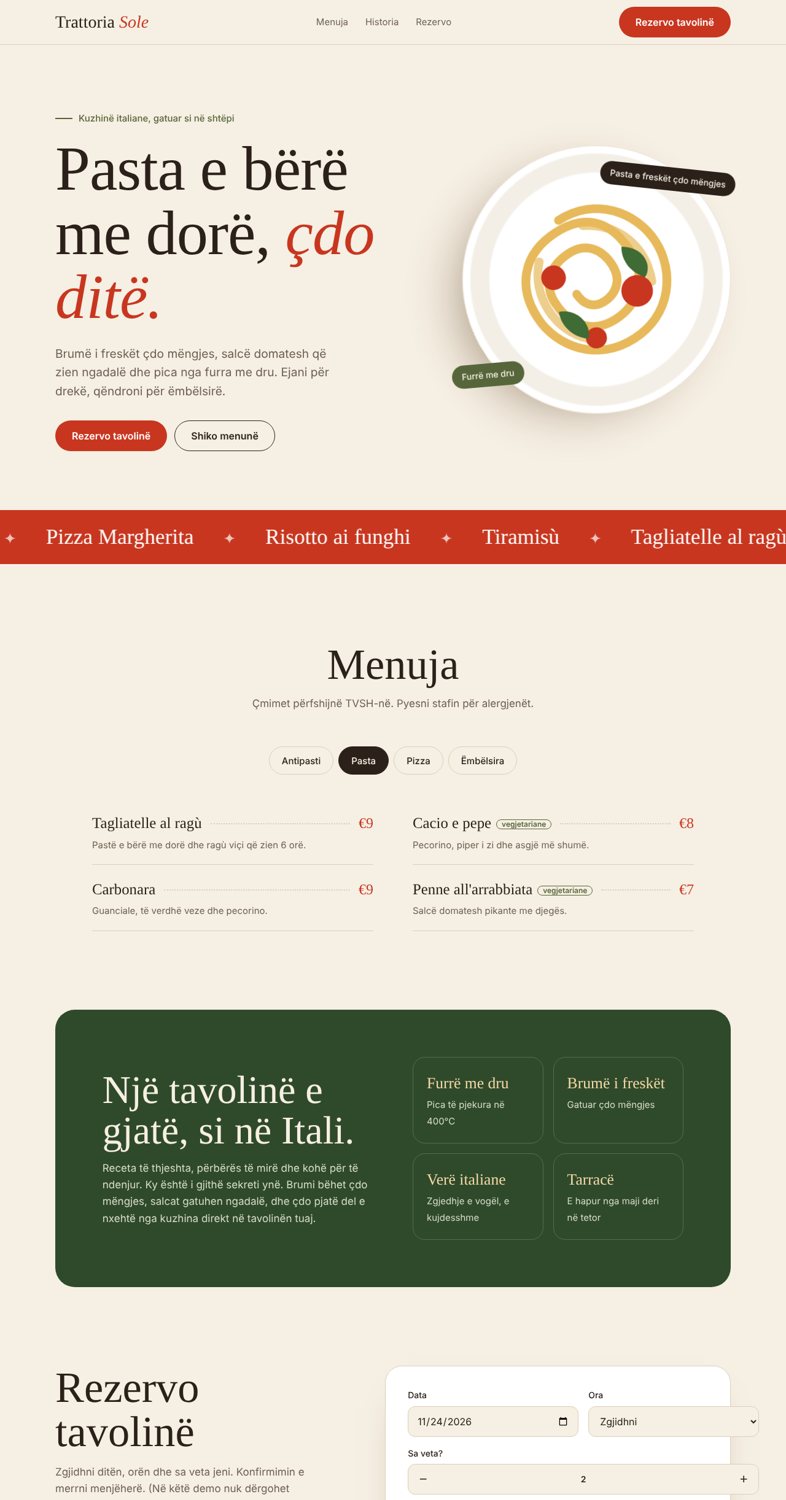 Trattoria Sole
Menuja
Historia
Rezervo
Rezervo tavolinë
Kuzhinë italiane, gatuar si në shtëpi
Pasta e bërë
me dorë, çdo
ditë.
Brumë i freskët çdo mëngjes, salcë domatesh që
zien ngadalë dhe pica nga furra me dru. Ejani për
drekë, qëndroni për ëmbëlsirë.
Rezervo tavolinë
Shiko menunë
Pasta e freskët çdo mëngjes
Furrë me dru
✦ Pizza Margherita ✦ Risotto ai funghi ✦ Tiramisù ✦ Tagliatelle al ragù
Menuja
Çmimet përfshijnë TVSH-në. Pyesni stafin për alergjenët.
Antipasti
Pasta
Pizza
Ëmbëlsira
Tagliatelle al ragù €9
Pastë e bërë me dorë dhe ragù viçi që zien 6 orë.
Cacio e pepe vegjetariane €8
Pecorino, piper i zi dhe asgjë më shumë.
Carbonara €9
Guanciale, të verdhë veze dhe pecorino.
Penne all'arrabbiata vegjetariane €7
Salcë domatesh pikante me djegës.
Një tavolinë e
gjatë, si në Itali.
Receta të thjeshta, përbërës të mirë dhe kohë për të
ndenjur. Ky është i gjithë sekreti ynë. Brumi bëhet çdo
mëngjes, salcat gatuhen ngadalë, dhe çdo pjatë del e
nxehtë nga kuzhina direkt në tavolinën tuaj.
Furrë me dru
Pica të pjekura në
400°C
Brumë i freskët
Gatuar çdo mëngjes
Verë italiane
Zgjedhje e vogël, e
kujdesshme
Tarracë
E hapur nga maji deri
në tetor
Rezervo
tavolinë
Zgjidhni ditën, orën dhe sa veta jeni. Konfirmimin e
merrni menjëherë. (Në këtë demo nuk dërgohet
Data
11/24/2026
Ora
Zgjidhni
Sa veta?
− 2 +